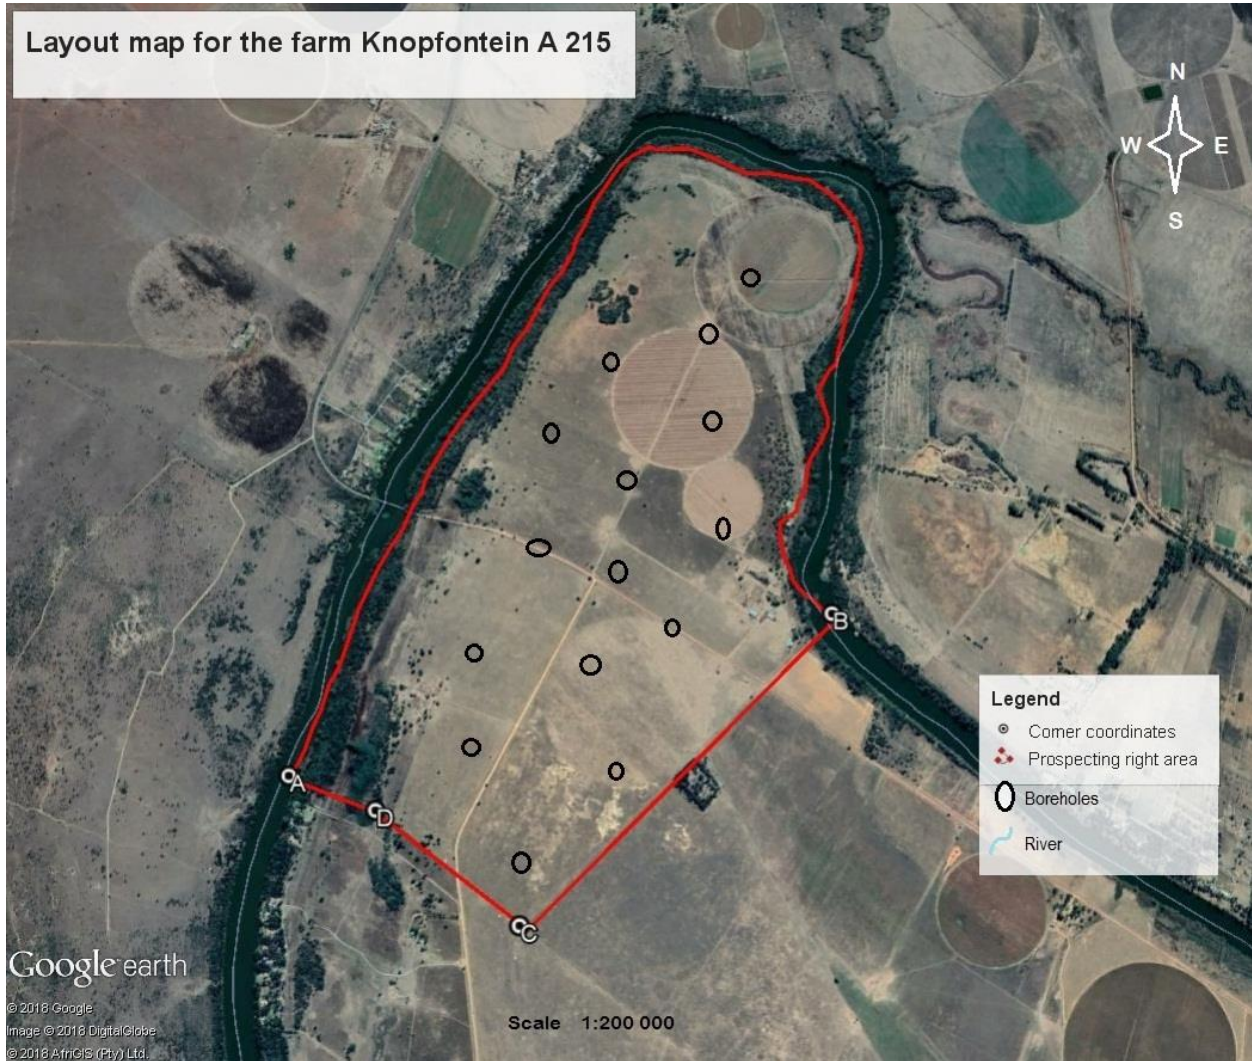 Layout map for the farm Knopfontein A 215
N
W E
S
B
A
D
C
Legend
Corner coordinates
Prospecting right area
Boreholes
River
Google earth
© 2018 Google
Image © 2018 DigitalGlobe
© 2018 AfriGIS (Pty) Ltd.
Scale 1:200 000